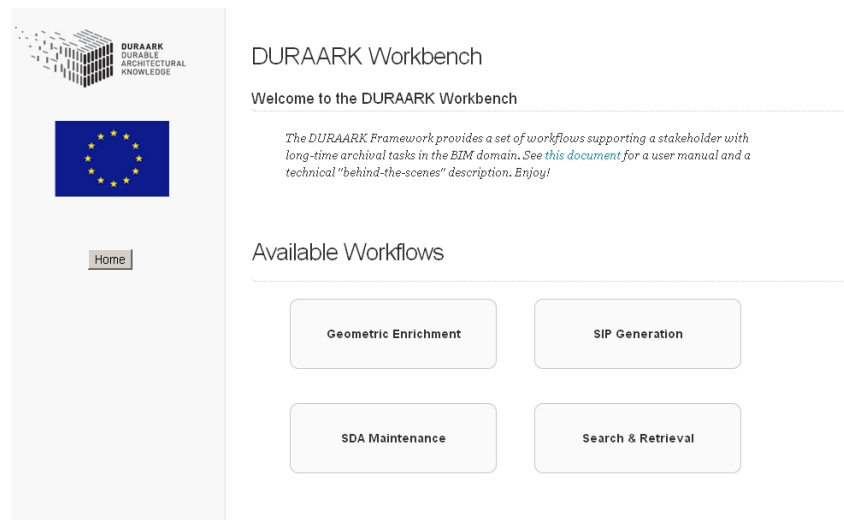 DURAARK
DURABLE
ARCHITECTURAL
KNOWLEDGE
Home
DURAARK Workbench
Welcome to the DURAARK Workbench
The DURAARK Framework provides a set of workflows supporting a stakeholder with
long-time archival tasks in the BIM domain. See this document for a user manual and a
technical "behind-the-scenes" description. Enjoy!
Available Workflows
Geometric Enrichment
SIP Generation
SDA Maintenance
Search & Retrieval